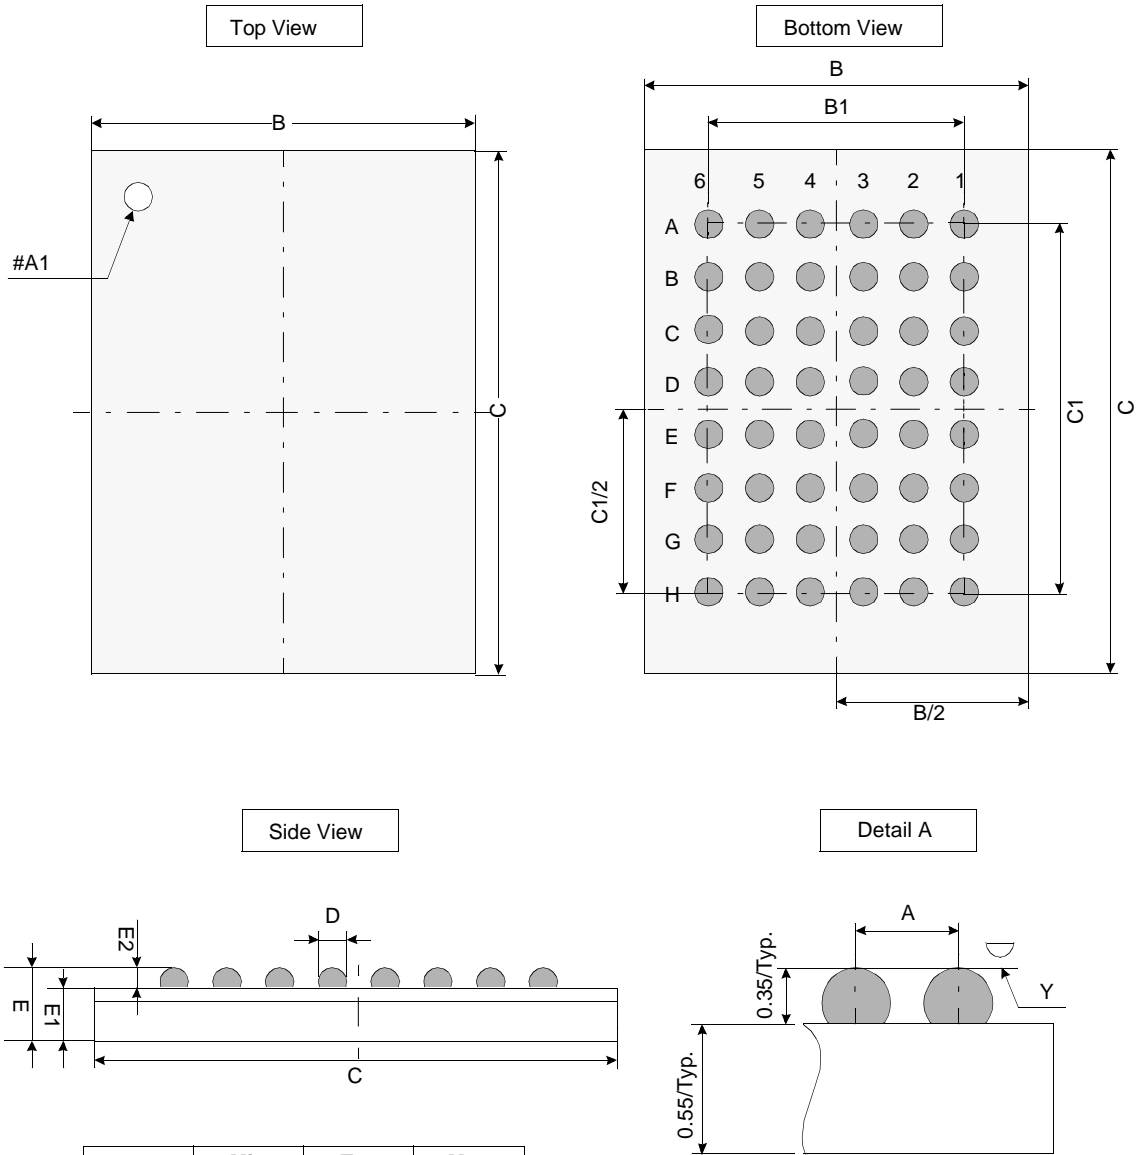 Top View
Bottom View
B
B
B1
6 5 4 3 2 1
#A1
A
B
C
D
E
F
G
H
C
C1
C
C1/2
B/2
Side View
Detail A
D
A
E2
E
E1
C
0.35/Typ.
Y
0.55/Typ.